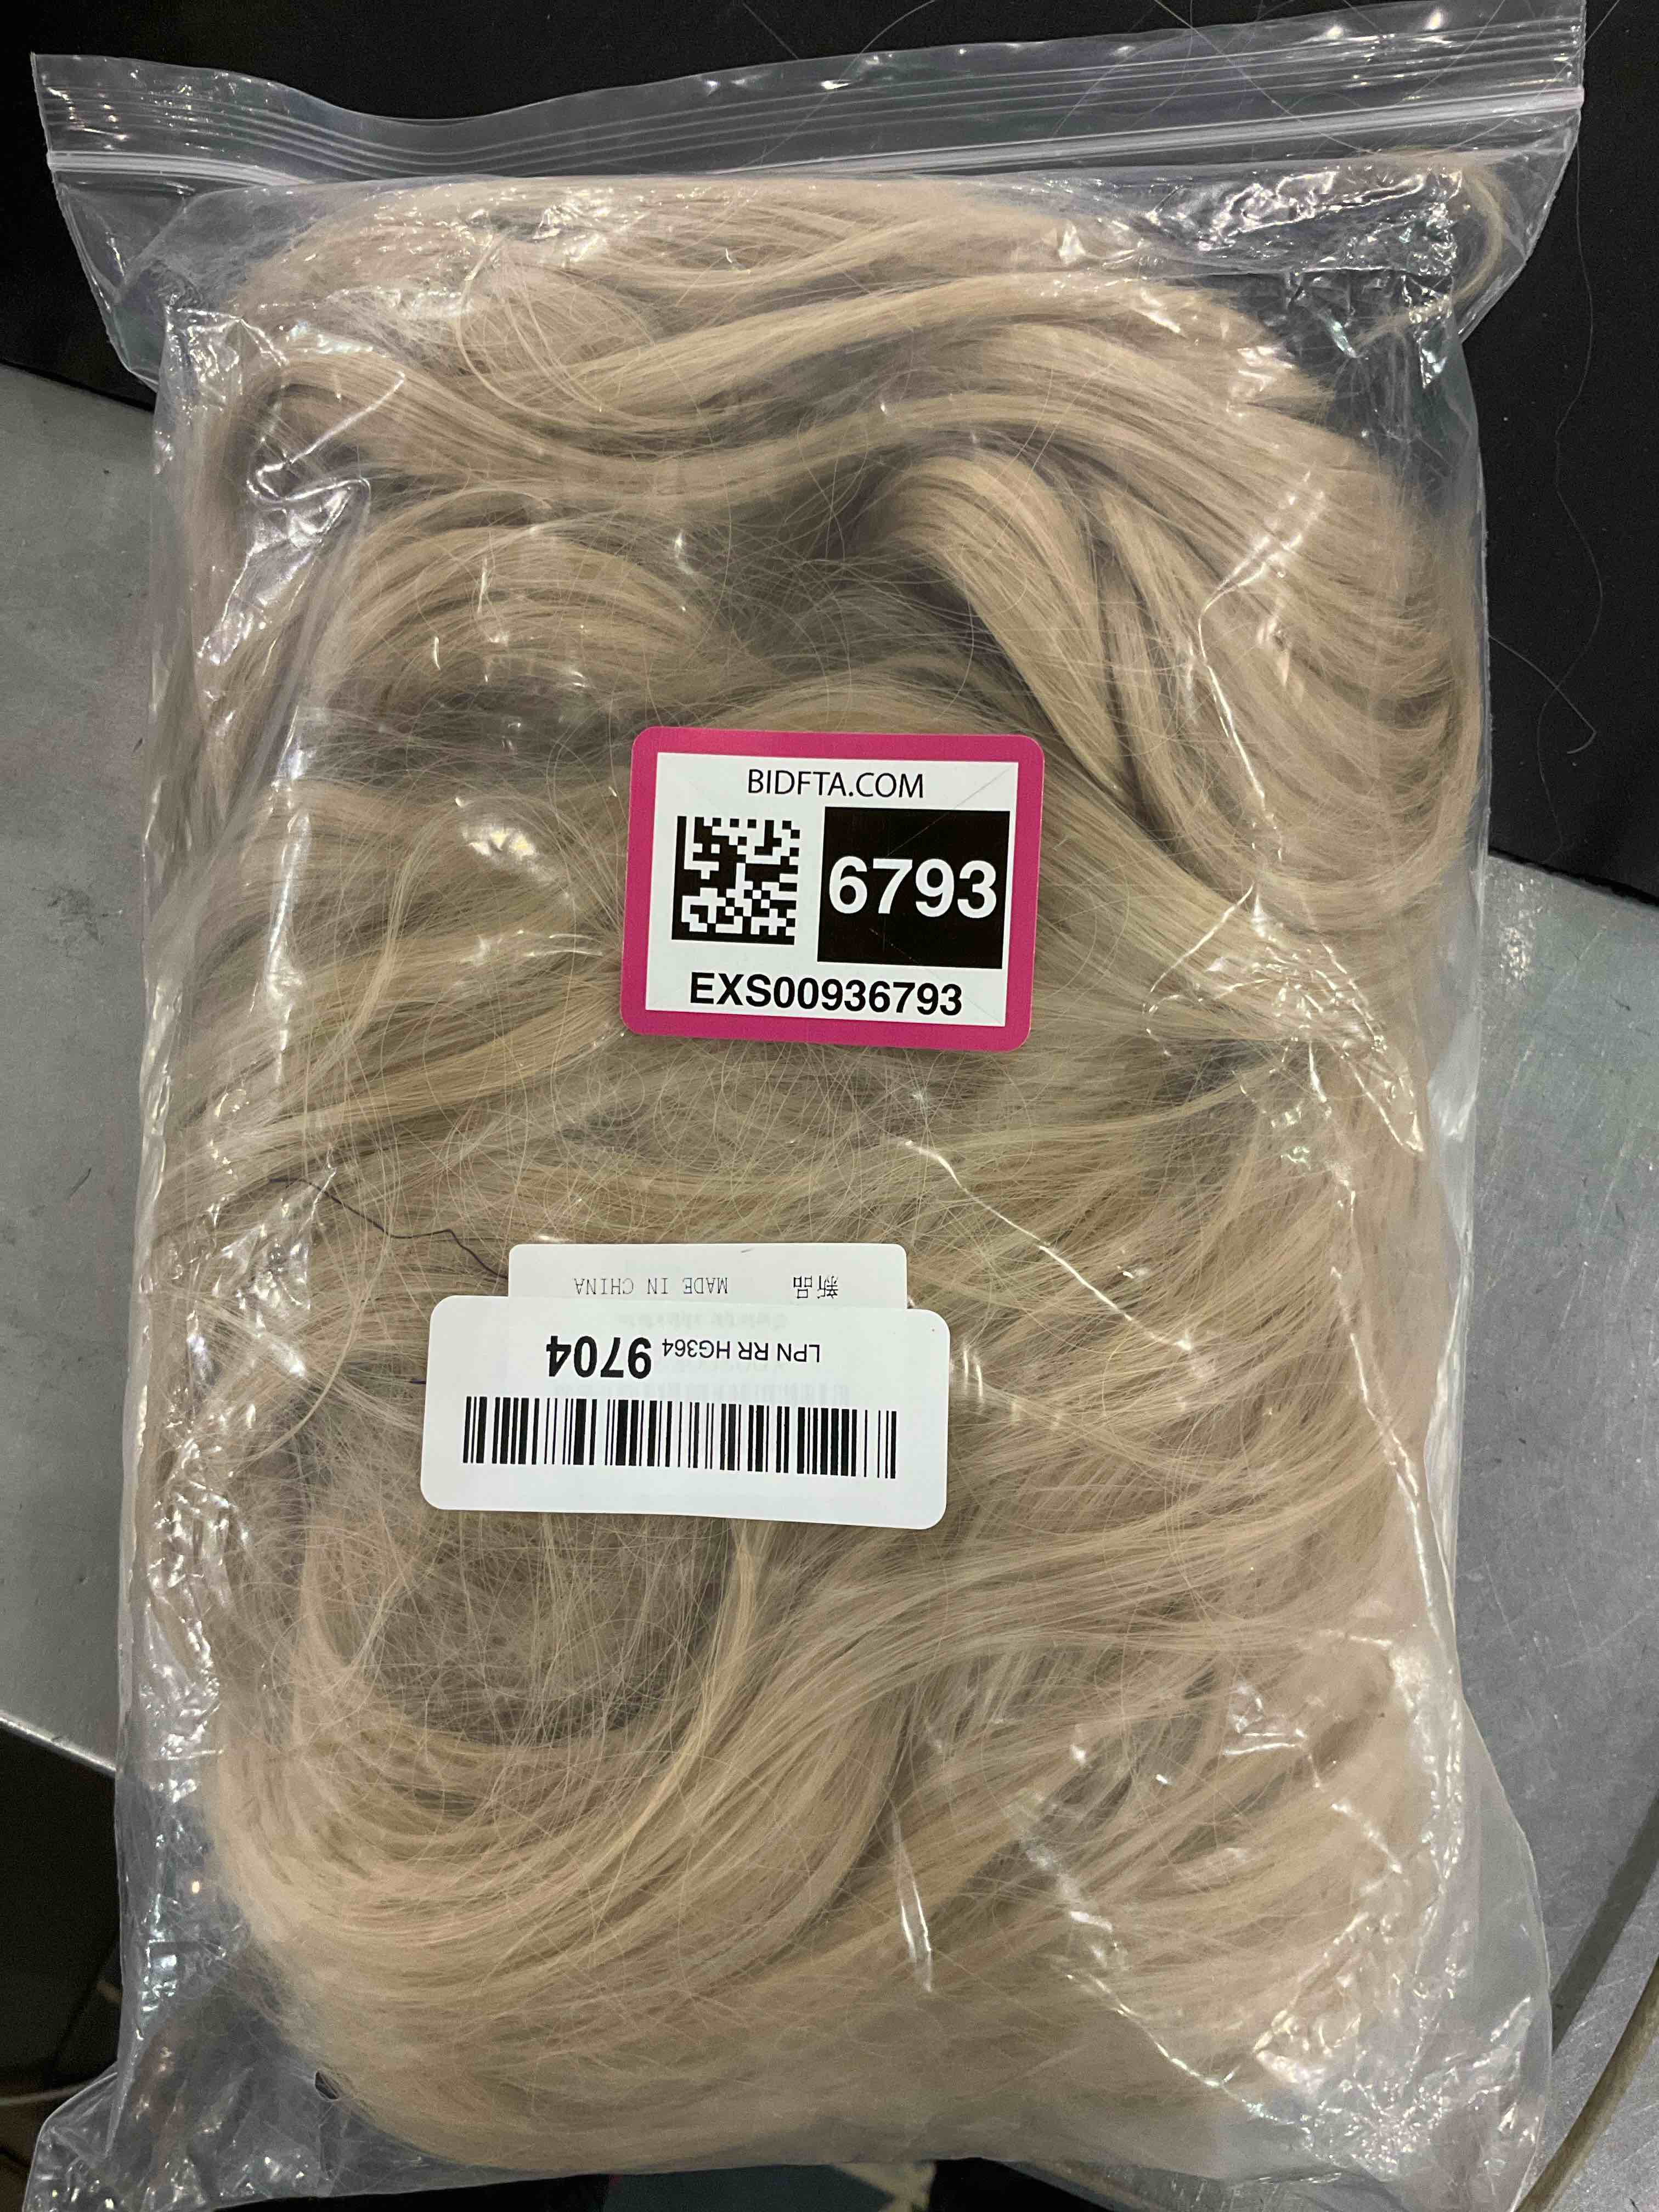 BIDFTA.COM
6793
EXS00936793
新品 MADE IN CHINA
LPN RR HG364 9704